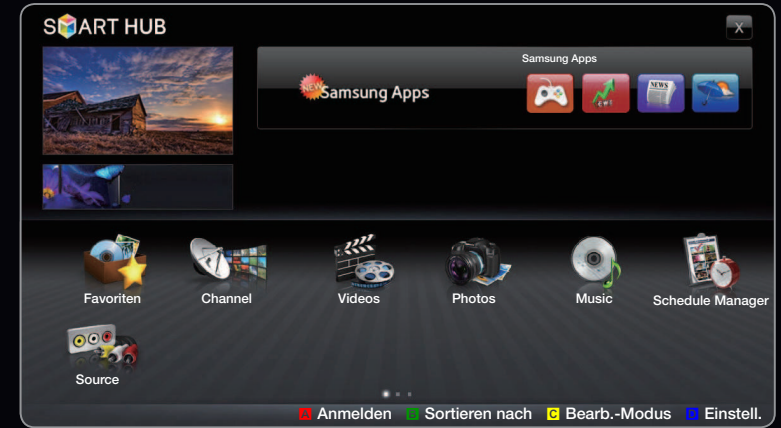 SMART HUB
X
Samsung Apps
NEW Samsung Apps
NEWS
Favoriten
Channel
Videos
Photos
Music
Schedule Manager
Source
A Anmelden B Sortieren nach C Bearb.-Modus D Einstell.